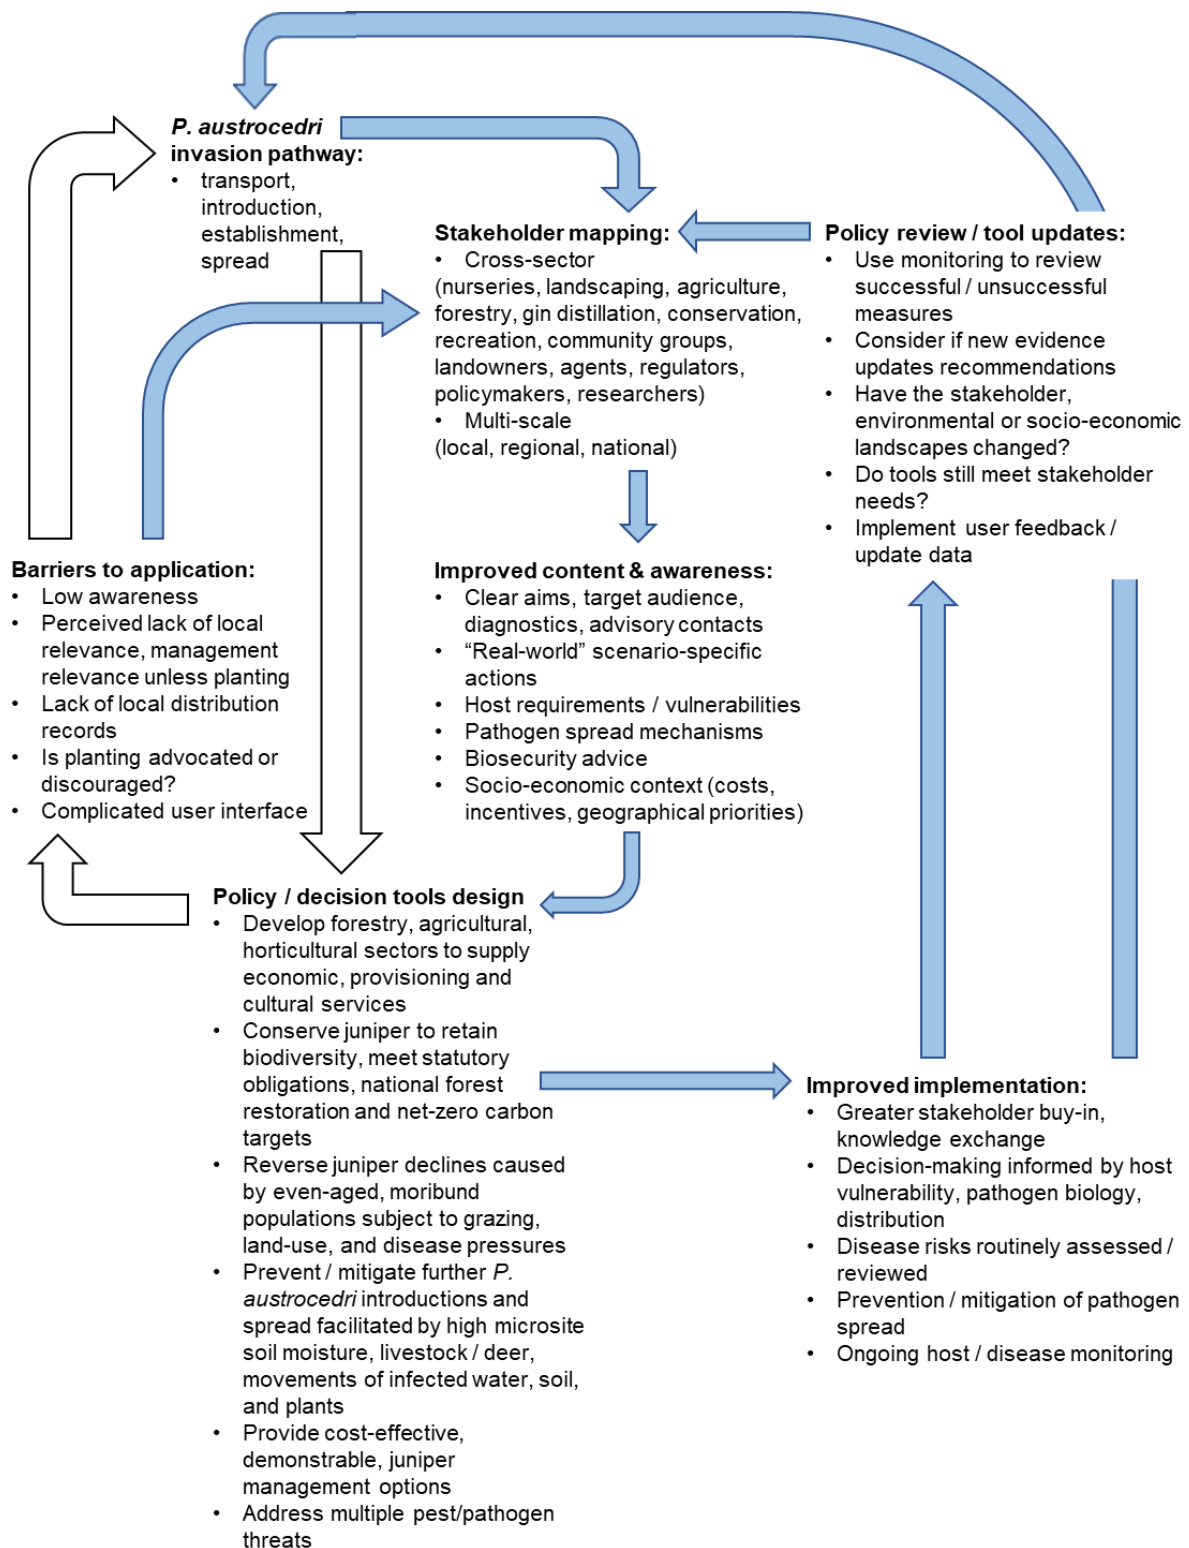 P. austrocedri
invasion pathway:
• transport,
introduction,
establishment,
spread
Stakeholder mapping:
• Cross-sector
(nurseries, landscaping, agriculture,
forestry, gin distillation, conservation,
recreation, community groups,
landowners, agents, regulators,
policymakers, researchers)
• Multi-scale
(local, regional, national)
Policy review / tool updates:
• Use monitoring to review
successful / unsuccessful
measures
• Consider if new evidence
updates recommendations
• Have the stakeholder,
environmental or socio-economic
landscapes changed?
• Do tools still meet stakeholder
needs?
• Implement user feedback /
update data
Barriers to application:
• Low awareness
• Perceived lack of local
relevance, management
relevance unless planting
• Lack of local distribution
records
• Is planting advocated or
discouraged?
• Complicated user interface
Improved content & awareness:
• Clear aims, target audience,
diagnostics, advisory contacts
• “Real-world” scenario-specific
actions
• Host requirements / vulnerabilities
• Pathogen spread mechanisms
• Biosecurity advice
• Socio-economic context (costs,
incentives, geographical priorities)
Policy / decision tools design
• Develop forestry, agricultural,
horticultural sectors to supply
economic, provisioning and
cultural services
• Conserve juniper to retain
biodiversity, meet statutory
obligations, national forest
restoration and net-zero carbon
targets
• Reverse juniper declines caused
by even-aged, moribund
populations subject to grazing,
land-use, and disease pressures
• Prevent / mitigate further P.
austrocedri introductions and
spread facilitated by high microsite
soil moisture, livestock / deer,
movements of infected water, soil,
and plants
• Provide cost-effective,
demonstrable, juniper
management options
• Address multiple pest/pathogen
threats
Improved implementation:
• Greater stakeholder buy-in,
knowledge exchange
• Decision-making informed by host
vulnerability, pathogen biology,
distribution
• Disease risks routinely assessed /
reviewed
• Prevention / mitigation of pathogen
spread
• Ongoing host / disease monitoring